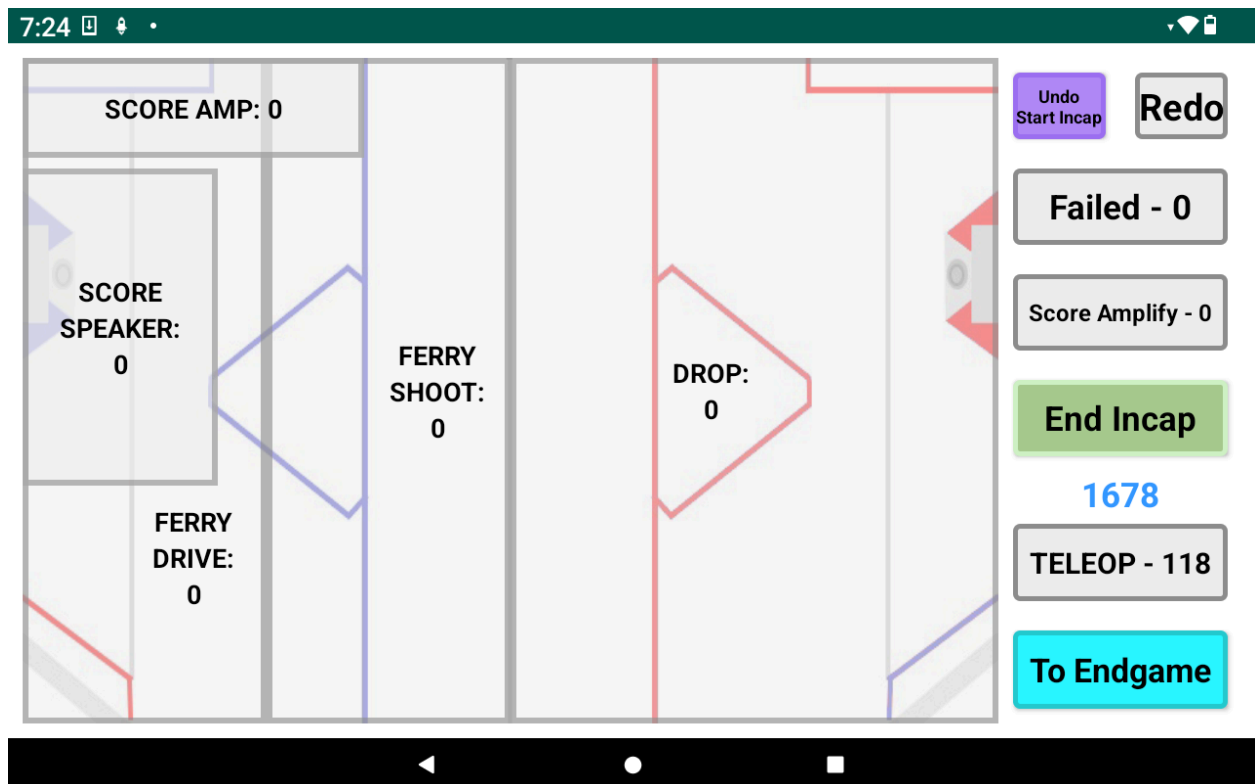 7:24
SCORE AMP: 0
SCORE
SPEAKER:
0
FERRY
DRIVE:
0
FERRY
SHOOT:
0
DROP:
0
Undo
Start Incap
Redo
Failed - 0
Score Amplify - 0
End Incap
1678
TELEOP - 118
To Endgame